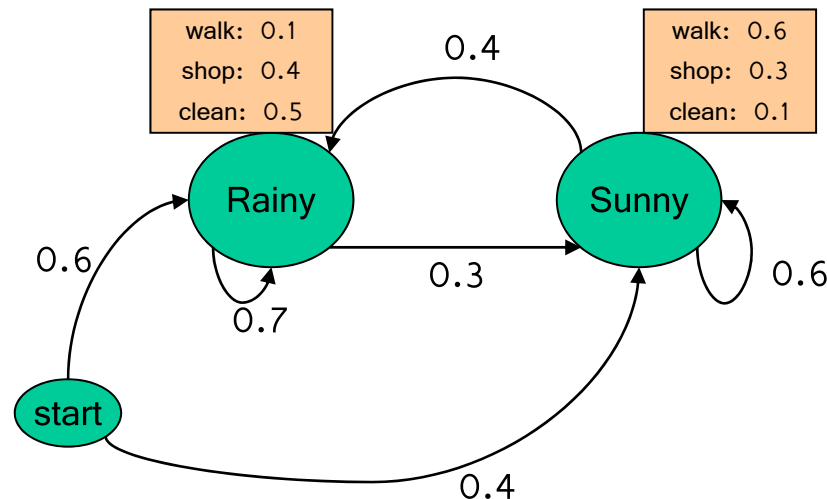 walk: 0.1
shop: 0.4
clean: 0.5
0.4
walk: 0.6
shop: 0.3
clean: 0.1
Rainy
Sunny
0.6
0.3
0.6
0.7
start
0.4